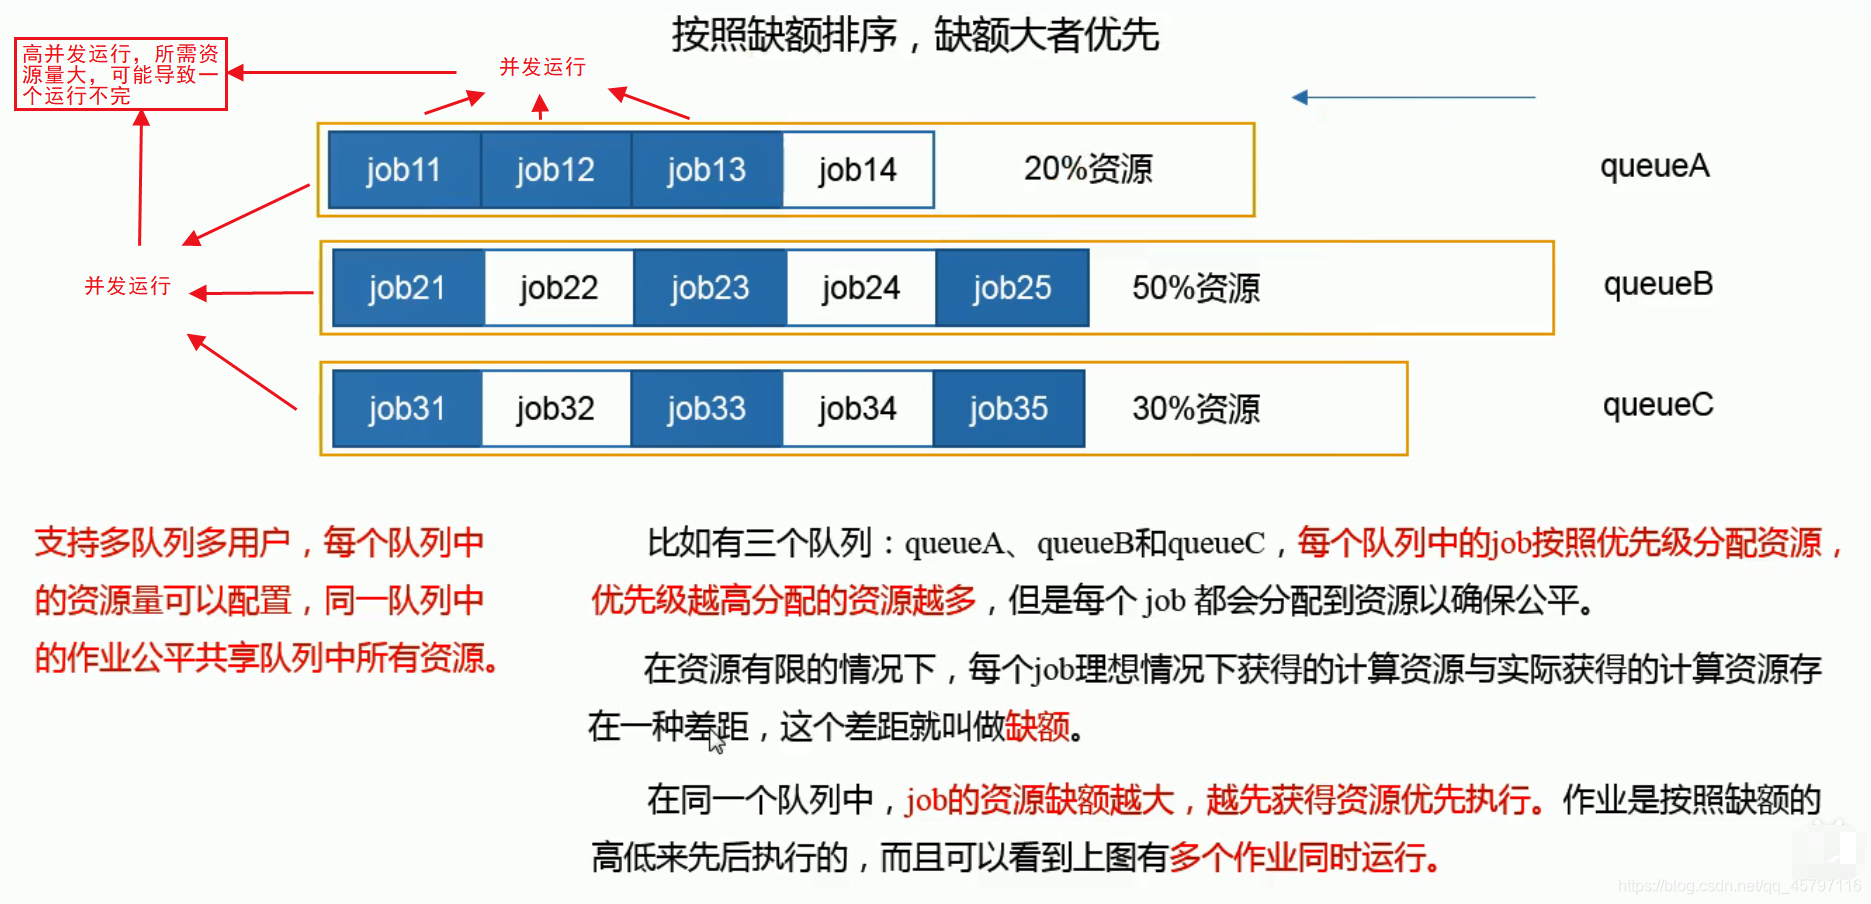 按照缺额排序，缺额大者优先
高并发运行，所需资
源量大，可能导致一
个运行不完
并发运行
job11 job12 job13 job14 20%资源 queueA
并发运行
job21 job22 job23 job24 job25 50%资源 queueB
job31 job32 job33 job34 job35 30%资源 queueC
支持多队列多用户，每个队列中
的资源量可以配置，同一队列中
的作业公平共享队列中所有资源。
比如有三个队列：queueA、queueB和queueC，每个队列中的job按照优先级分配资源，
优先级越高分配的资源越多，但是每个 job 都会分配到资源以确保公平。
在资源有限的情况下，每个job理想情况下获得的计算资源与实际获得的计算资源存
在一种差距，这个差距就叫做缺额。
在同一个队列中，job的资源缺额越大，越先获得资源优先执行。作业是按照缺额的
高低来先后执行的，而且可以看到上图有多个作业同时运行。
https://blog.csdn.net/qq_45797116